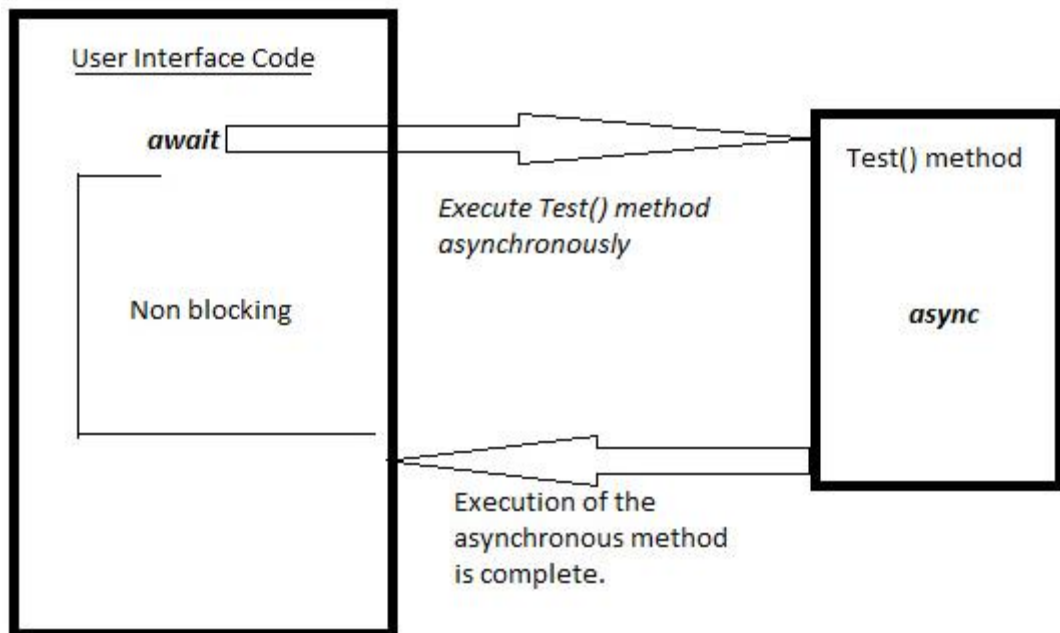 User Interface Code
await
Execute Test() method
asynchronously
Non blocking
Test() method
async
Execution of the
asynchronous method
is complete.